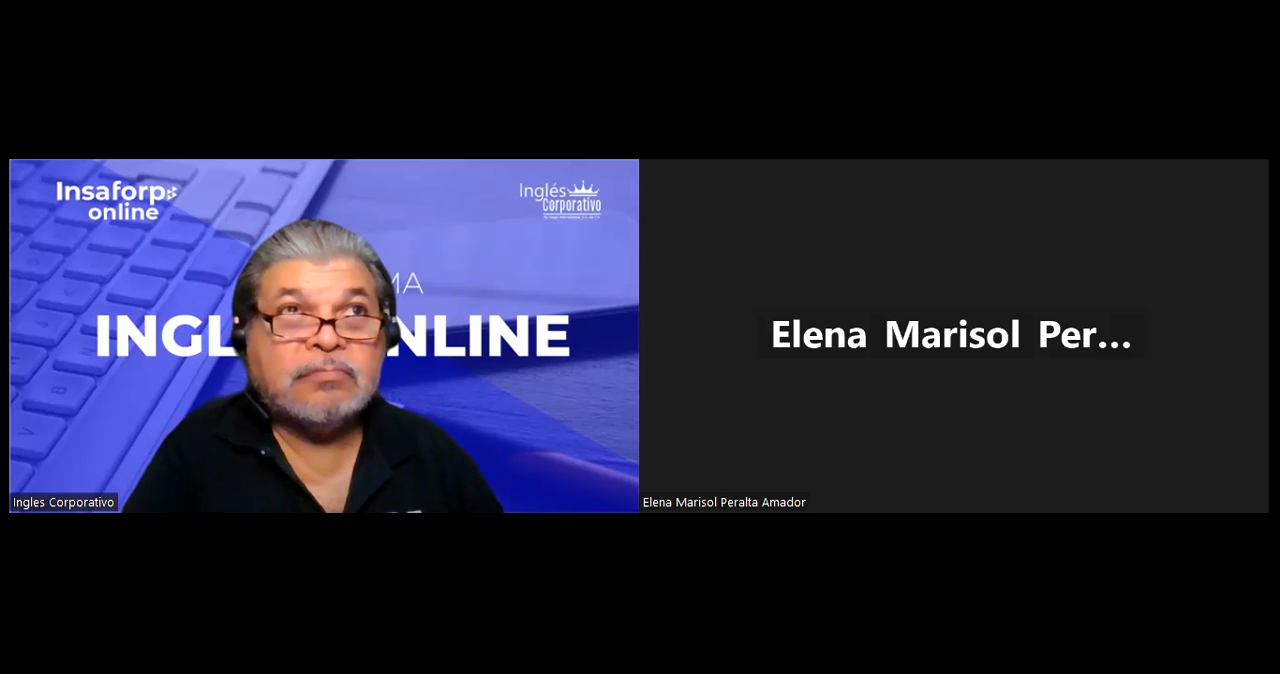 Insaforp
online
Inglés
Corporativo
MA
INGL NLINE
Elena Marisol Per...
Ingles Corporativo
Elena Marisol Peralta Amador